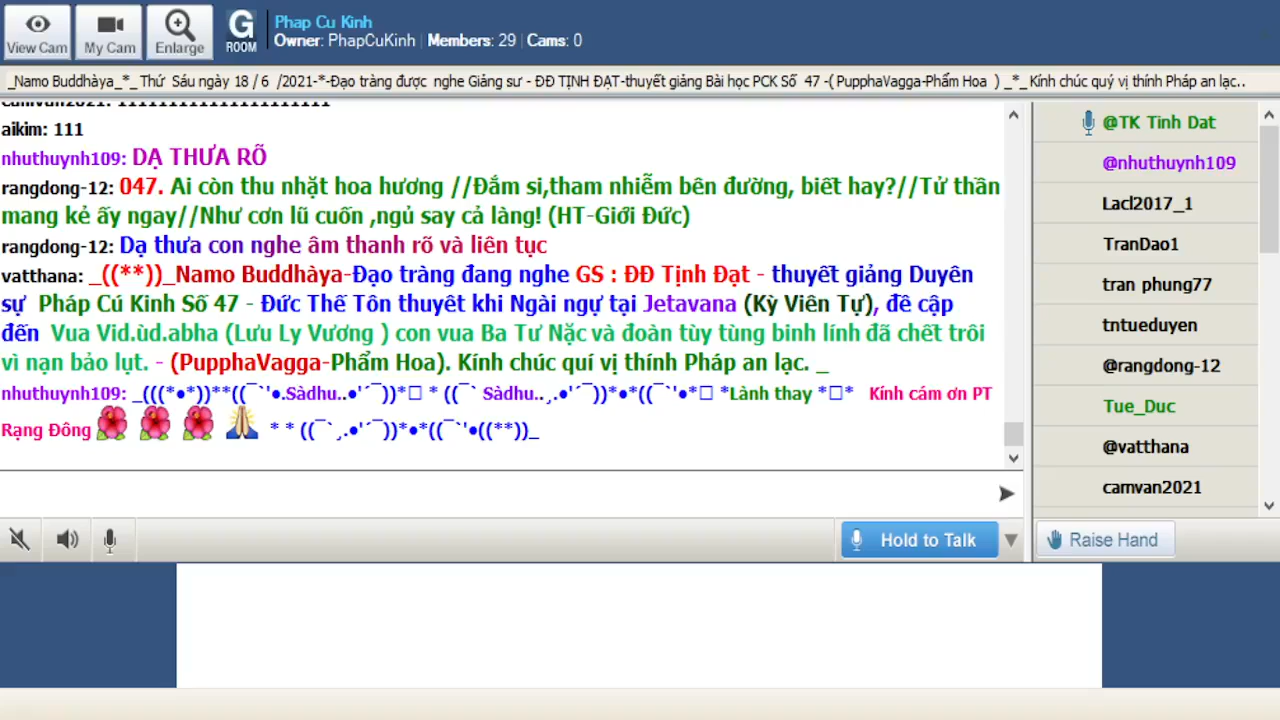 View Cam
My Cam
Enlarge
G
ROOM
Phap Cu Kinh
Owner: PhapCuKinh | Members: 29 | Cams: 0
_Namo Buddhàya_*_ Thứ Sáu ngày 18 / 6 /2021-*-Đạo tràng được nghe Giảng sư - ĐĐ TỊNH ĐẠT-thuyết giảng Bài học PCK Số 47 -( PupphaVagga-Phẩm Hoa ) _*_ Kính chúc quý vị thính Pháp an lạc..
camvan2021: 111111111111111111111
aikim: 111
nhuthuynh109: DẠ THƯA RÕ
rangdong-12: 047. Ai còn thu nhặt hoa hương //Đắm si,tham nhiễm bên đường, biết hay?//Tử thần
mang kẻ ấy ngay//Như cơn lũ cuốn ,ngủ say cả làng! (HT-Giới Đức)
rangdong-12: Dạ thưa con nghe âm thanh rõ và liên tục
vatthana: _((**))_Namo Buddhàya-Đạo tràng đang nghe GS : ĐĐ Tịnh Đạt - thuyết giảng Duyên
sự Pháp Cú Kinh Số 47 - Đức Thế Tôn thuyết khi Ngài ngự tại Jetavana (Kỳ Viên Tự), đề cập
đến Vua Vid.ùd.abha (Lưu Ly Vương ) con vua Ba Tư Nặc và đoàn tùy tùng binh lính đã chết trôi
vì nạn bảo lụt. - (PupphaVagga-Phẩm Hoa). Kính chúc quí vị thính Pháp an lạc. _
nhuthuynh109: _(((*•*))**((¯`'•.Sàdhu..•'´¯))*□ * ((¯` Sàdhu..¸.•'´¯))*•*((¯`'•*□ *Lành thay *□* Kính cám ơn PT
Rạng Đông 🌺 🌺 🌺 🙏 * * ((¯`¸.•'´¯))*•*((¯`'•((**))_
@TK Tinh Dat
@nhuthuynh109
Lacl2017_1
TranDao1
tran phung77
tntueduyen
@rangdong-12
Tue_Duc
@vatthana
camvan2021
Hold to Talk
Raise Hand